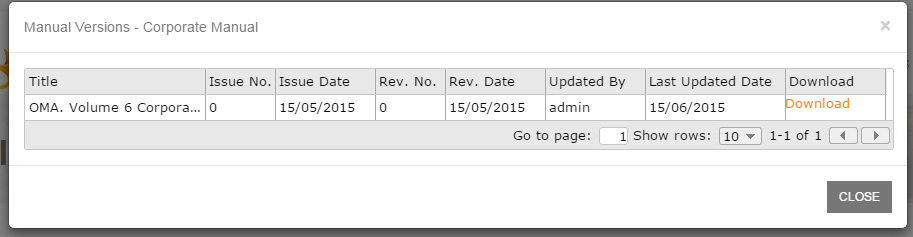 Manual Versions - Corporate Manual ×
Title Issue No. Issue Date Rev. No. Rev. Date Updated By Last Updated Date Download
OMA. Volume 6 Corpora... 0 15/05/2015 0 15/05/2015 admin 15/06/2015 Download
Go to page: 1 Show rows: 10 1-1 of 1
CLOSE